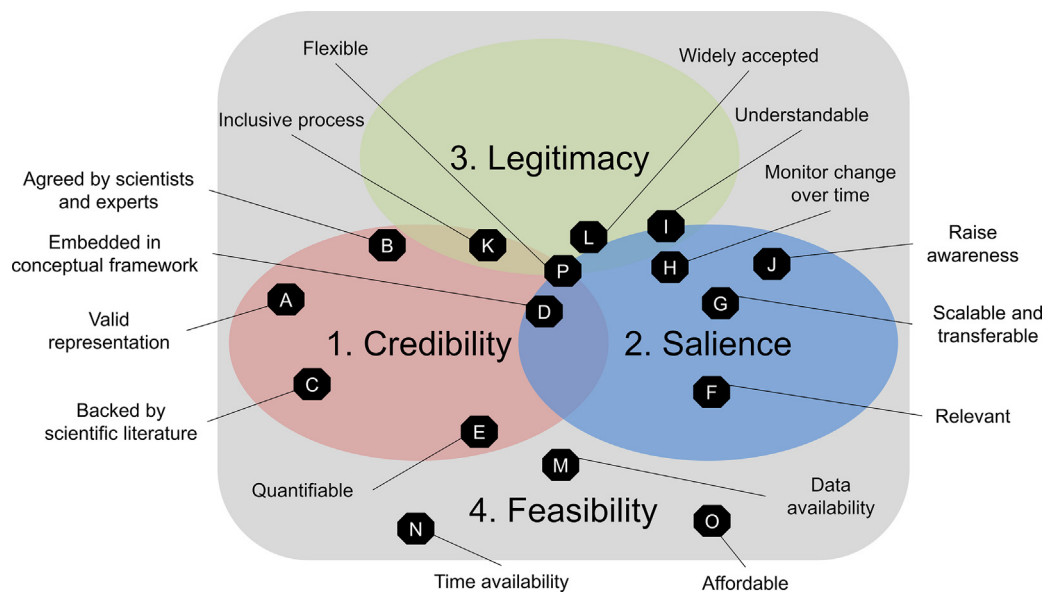 Flexible
Widely accepted
Inclusive process
Understandable
3. Legitimacy
Agreed by scientists
and experts
Monitor change
over time
Embedded in
conceptual framework
Raise
awareness
B
K
L
I
P
H
J
A
D
G
Valid
representation
1. Credibility
2. Salience
Scalable and
transferable
C
F
Backed by
scientific literature
Relevant
E
M
Quantifiable
4. Feasibility
Data
availability
N
O
Time availability
Affordable